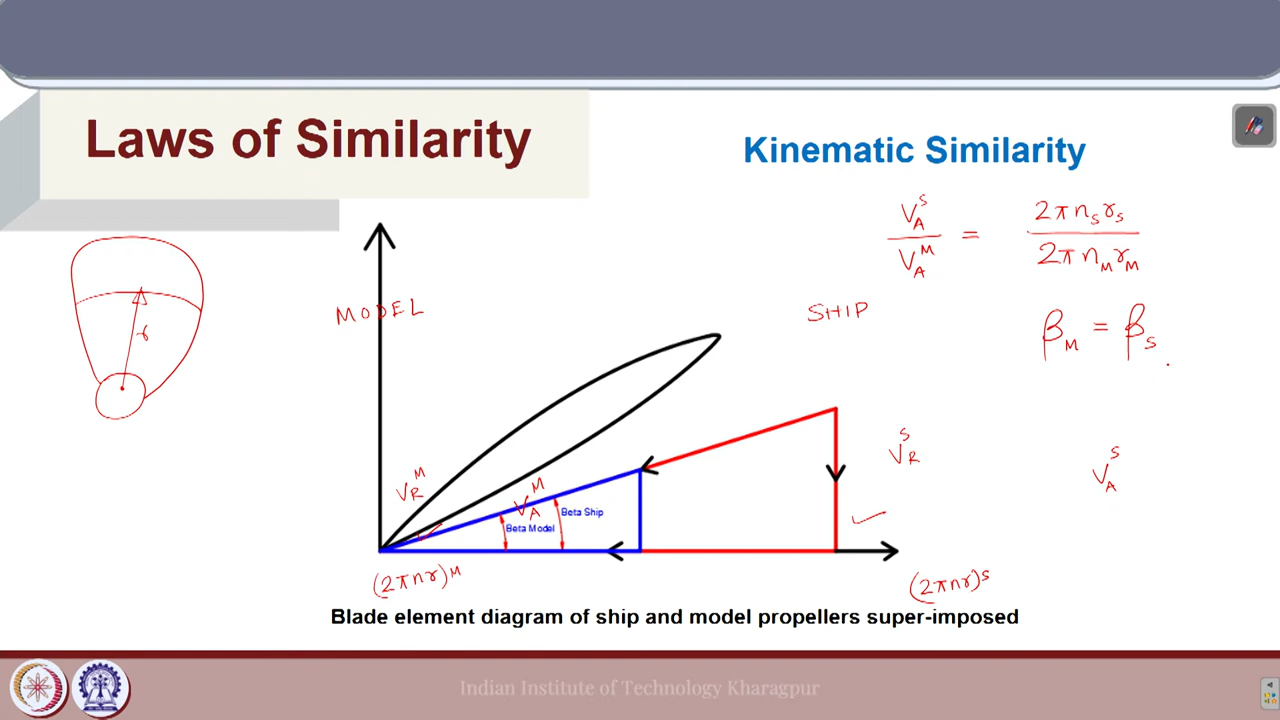 Laws of Similarity
Kinematic Similarity
V_A^S / V_A^M = 2πn_S r_S / 2πn_M r_M
β_M = β_S
r
MODEL
SHIP
V_R^M
V_A^M
Beta Model
Beta Ship
V_R^S
V_A^S
(2πnr)^M
(2πnr)^S
Blade element diagram of ship and model propellers super-imposed
Indian Institute of Technology Kharagpur